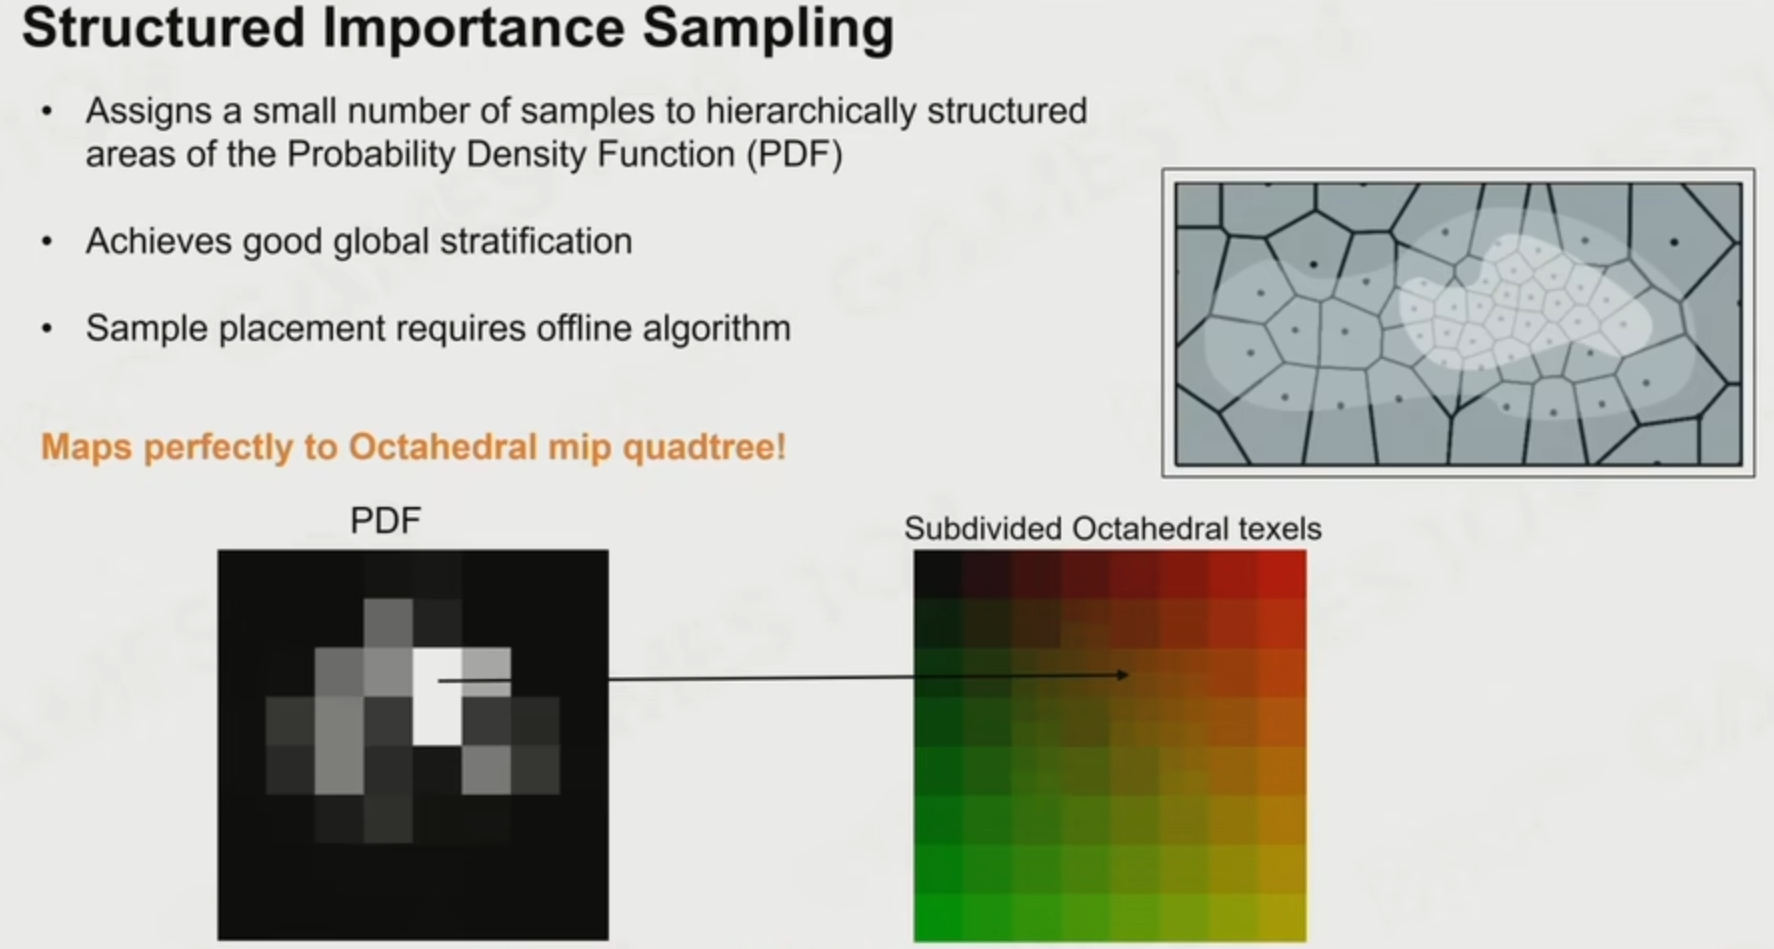 Structured Importance Sampling
• Assigns a small number of samples to hierarchically structured
areas of the Probability Density Function (PDF)
• Achieves good global stratification
• Sample placement requires offline algorithm
Maps perfectly to Octahedral mip quadtree!
PDF
Subdivided Octahedral texels